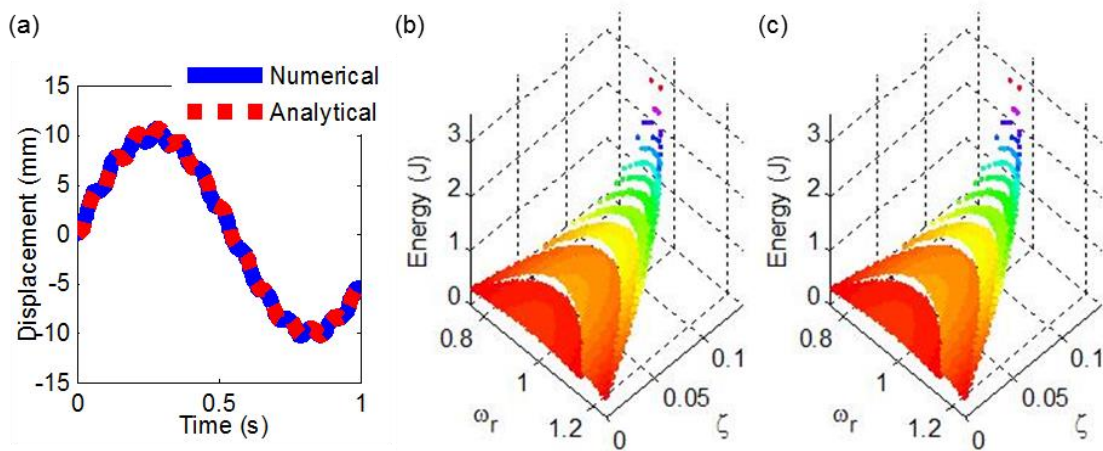 (a)
Numerical
Analytical
15
10
5
0
-5
-10
-15
Displacement (mm)
0
0.5
1
Time (s)
(b)
3
2
1
0
Energy (J)
0.8
1
1.2
ωr
0
0.05
0.1
ζ
(c)
3
2
1
0
Energy (J)
0.8
1
1.2
ωr
0
0.05
0.1
ζ